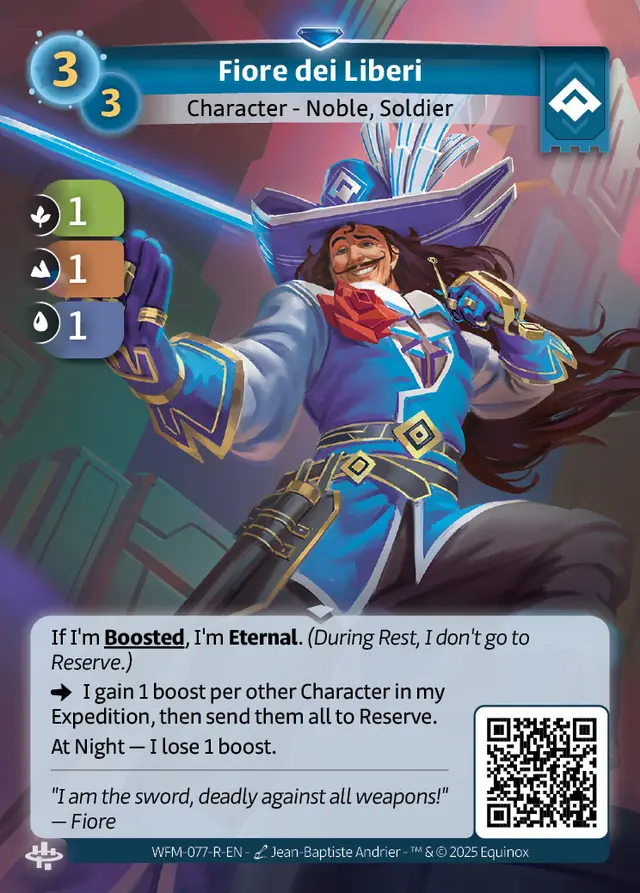 3
Fiore dei Liberi
3
Character - Noble, Soldier
1
1
1
If I'm Boosted, I'm Eternal. (During Rest, I don't go to
Reserve.)
➔ I gain 1 boost per other Character in my
Expedition, then send them all to Reserve.
At Night — I lose 1 boost.
"I am the sword, deadly against all weapons!"
— Fiore
WFM-077-R-EN - Jean-Baptiste Andrier - ™ & © 2025 Equinox